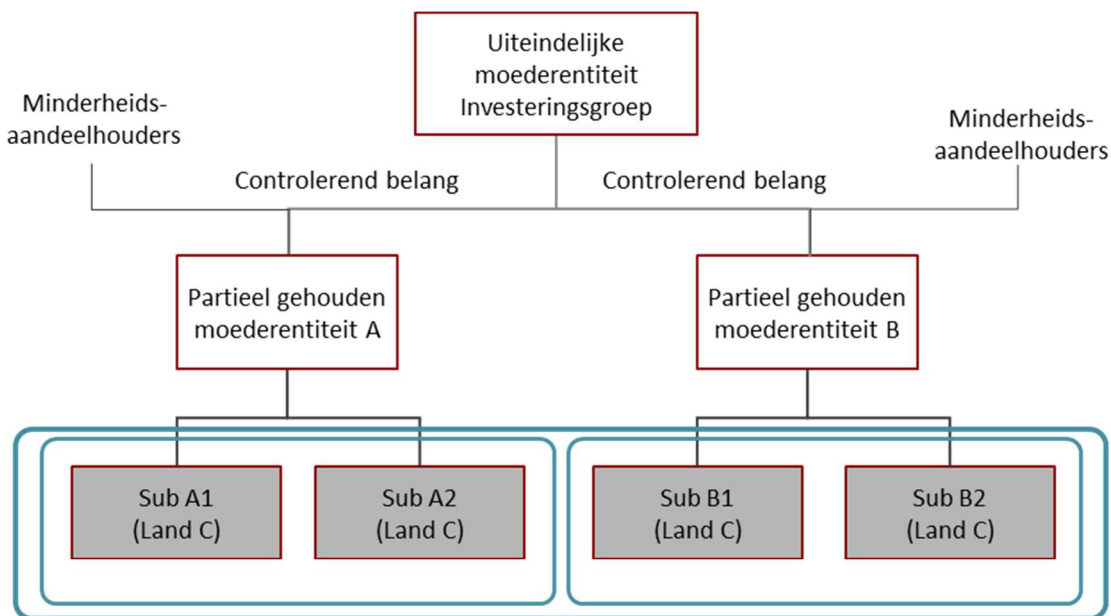 Uiteindelijke
moederentiteit
Investeringsgroep
Minderheids-
aandeelhouders
Minderheids-
aandeelhouders
Controlerend belang
Controlerend belang
Partieel gehouden
moederentiteit A
Partieel gehouden
moederentiteit B
Sub A1
(Land C)
Sub A2
(Land C)
Sub B1
(Land C)
Sub B2
(Land C)